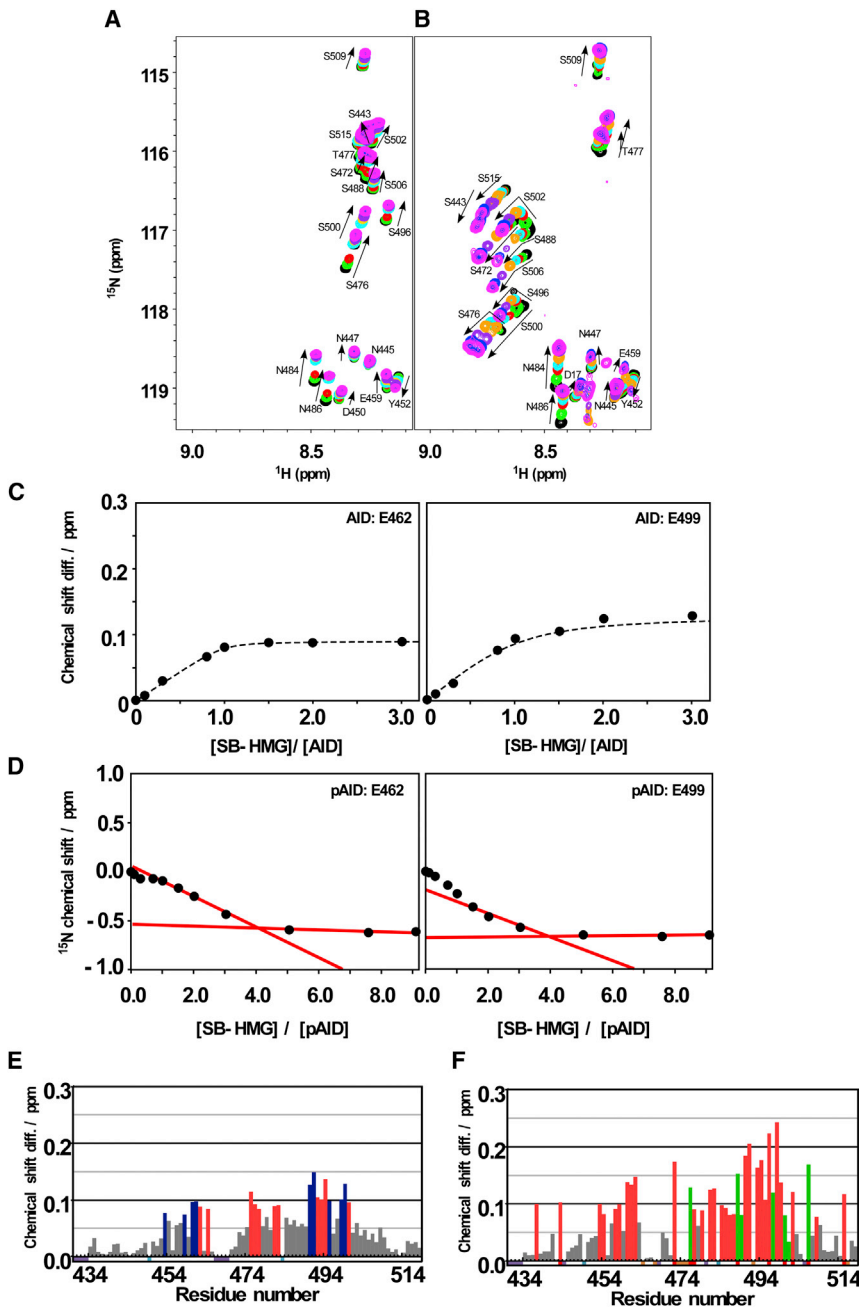 A
B
S509
S443
S515
S502
T477
S472
S488
S506
S500
S496
S476
N447
N445
N484
N486
D450
E459
Y452
115
116
117
118
119
15N (ppm)
9.0
8.5
1H (ppm)
S509
T477
S515
S443
S502
S488
S472
S506
S496
S476
S500
N447
E459
N484
D17
N486
N445
Y452
9.0
8.5
1H (ppm)
C
Chemical shift diff. / ppm
0.3
0.2
0.1
0
AID: E462
0
1.0
2.0
3.0
[SB-HMG]/ [AID]
AID: E499
0.0
1.0
2.0
3.0
[SB-HMG]/ [AID]
D
15N chemical shift / ppm
1.0
0.0
-0.5
-1.0
pAID: E462
0.0
2.0
4.0
6.0
8.0
[SB-HMG] / [pAID]
pAID: E499
0.0
2.0
4.0
6.0
8.0
[SB-HMG] / [pAID]
E
Chemical shift diff. / ppm
0.3
0.2
0.1
0.0
434
454
474
494
514
Residue number
F
Chemical shift diff. / ppm
0.3
0.2
0.1
0.0
434
454
474
494
514
Residue number